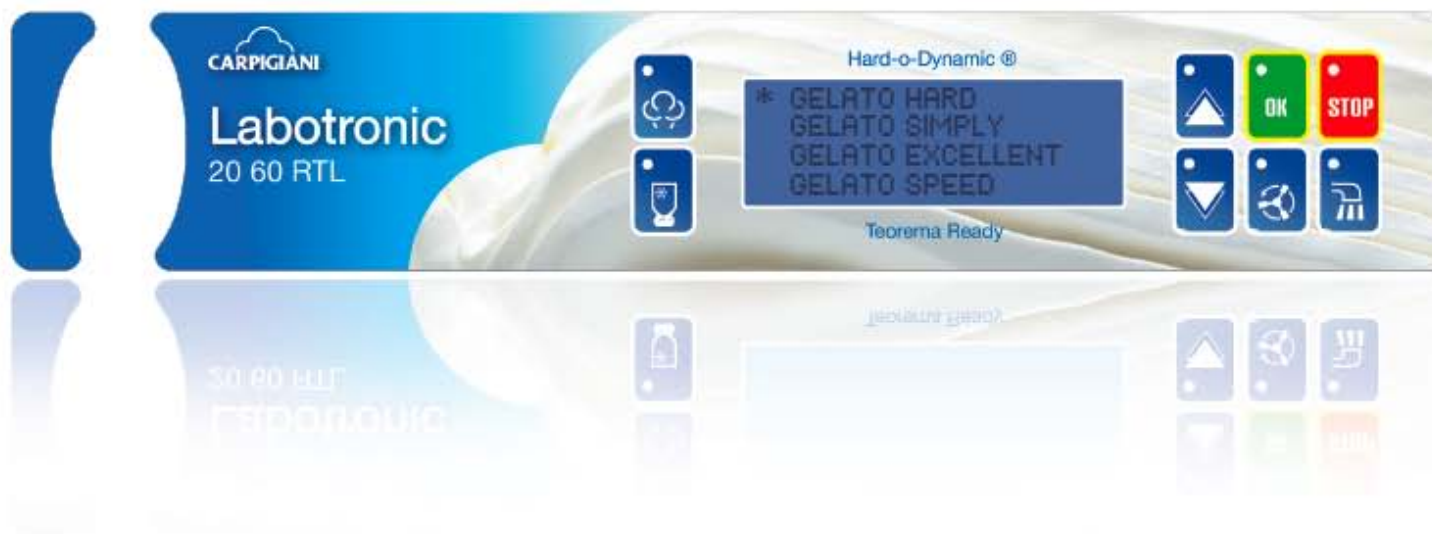 CARPIGIANI
Labotronic
20 60 RTL
Hard-o-Dynamic ®
* GELATO HARD
GELATO SIMPLY
GELATO EXCELLENT
GELATO SPEED
Teorema Ready
OK
STOP